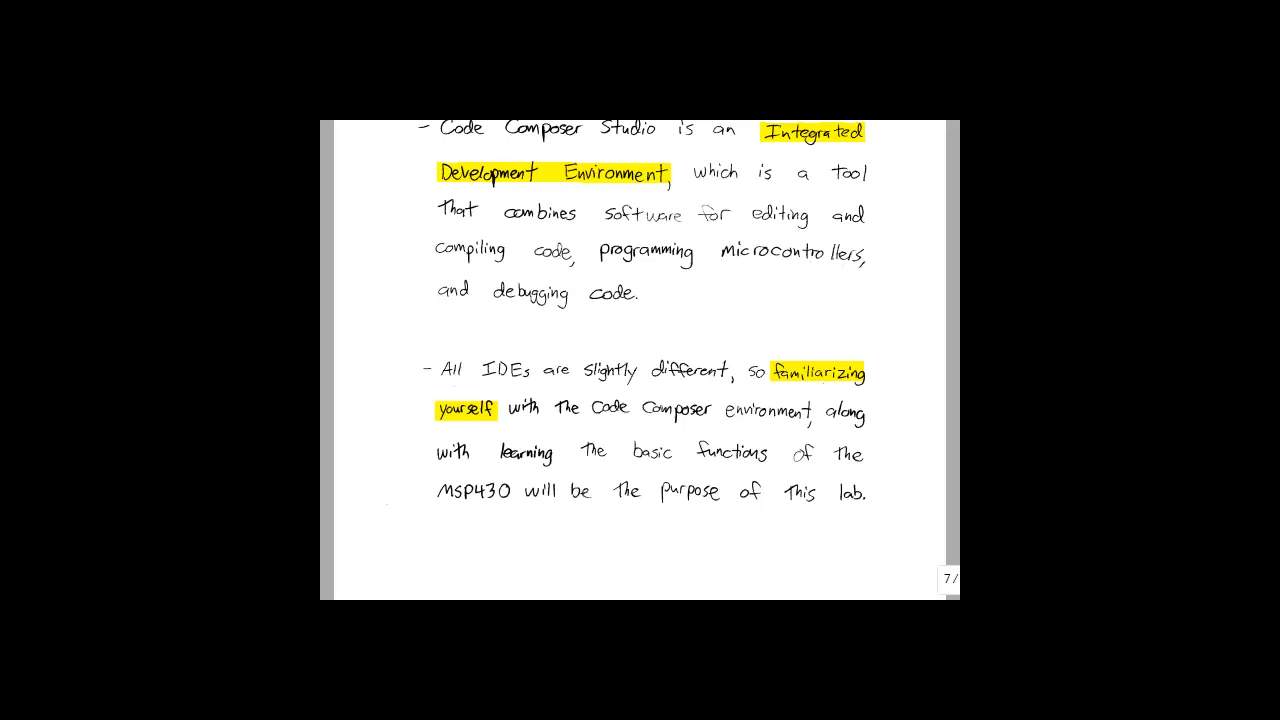 - Code Composer Studio is an Integrated
Development Environment, which is a tool
that combines software for editing and
compiling code, programming microcontrollers,
and debugging code.
- All IDEs are slightly different, so familiarizing
yourself with the Code Composer environment, along
with learning the basic functions of the
MSP430 will be the purpose of this lab.
7/